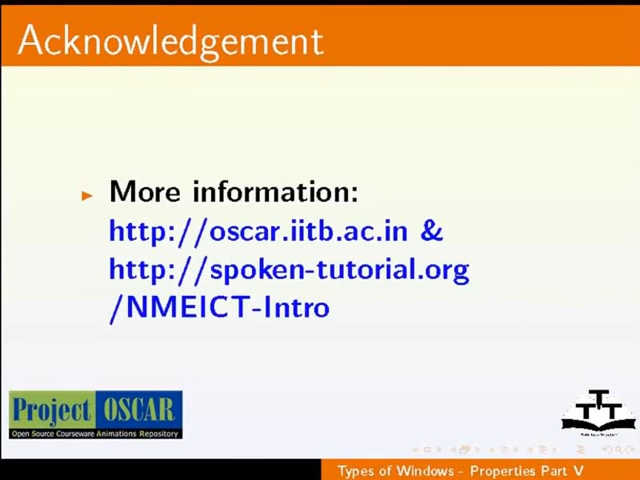 Acknowledgement
More information:
http://oscar.iitb.ac.in &
http://spoken-tutorial.org
/NMEICT-Intro
Project OSCAR
Open Source Courseware Animations Repository
TTT
Types of Windows - Properties Part V